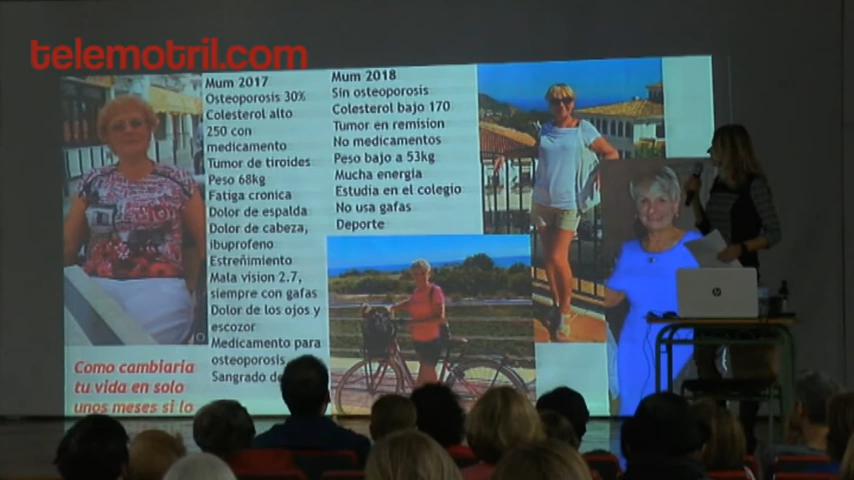 telemotril.com
Mum 2017
Osteoporosis 30%
Colesterol alto
250 con
medicamento
Tumor de tiroides
Peso 68kg
Fatiga cronica
Dolor de espalda
Dolor de cabeza,
ibuprofeno
Estreñimiento
Mala vision 2.7,
siempre con gafas
Dolor de los ojos y
escozor
Medicamento para
osteoporosis
Sangrado de
Mum 2018
Sin osteoporosis
Colesterol bajo 170
Tumor en remision
No medicamentos
Peso bajo a 53kg
Mucha energia
Estudia en el colegio
No usa gafas
Deporte
Como cambiaria
tu vida en solo
unos meses si lo
hp